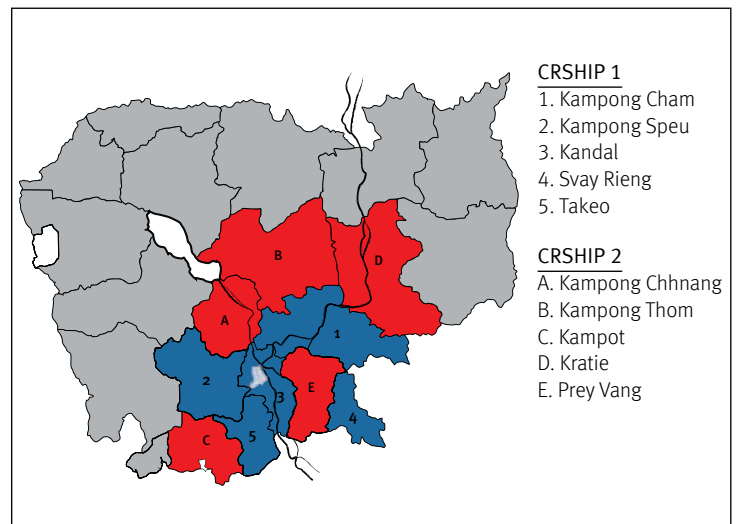 CRSHIP 1
1. Kampong Cham
2. Kampong Speu
3. Kandal
4. Svay Rieng
5. Takeo
CRSHIP 2
A. Kampong Chhnang
B. Kampong Thom
C. Kampot
D. Kratie
E. Prey Vang
B
D
A
1
2
E
3
4
C
5